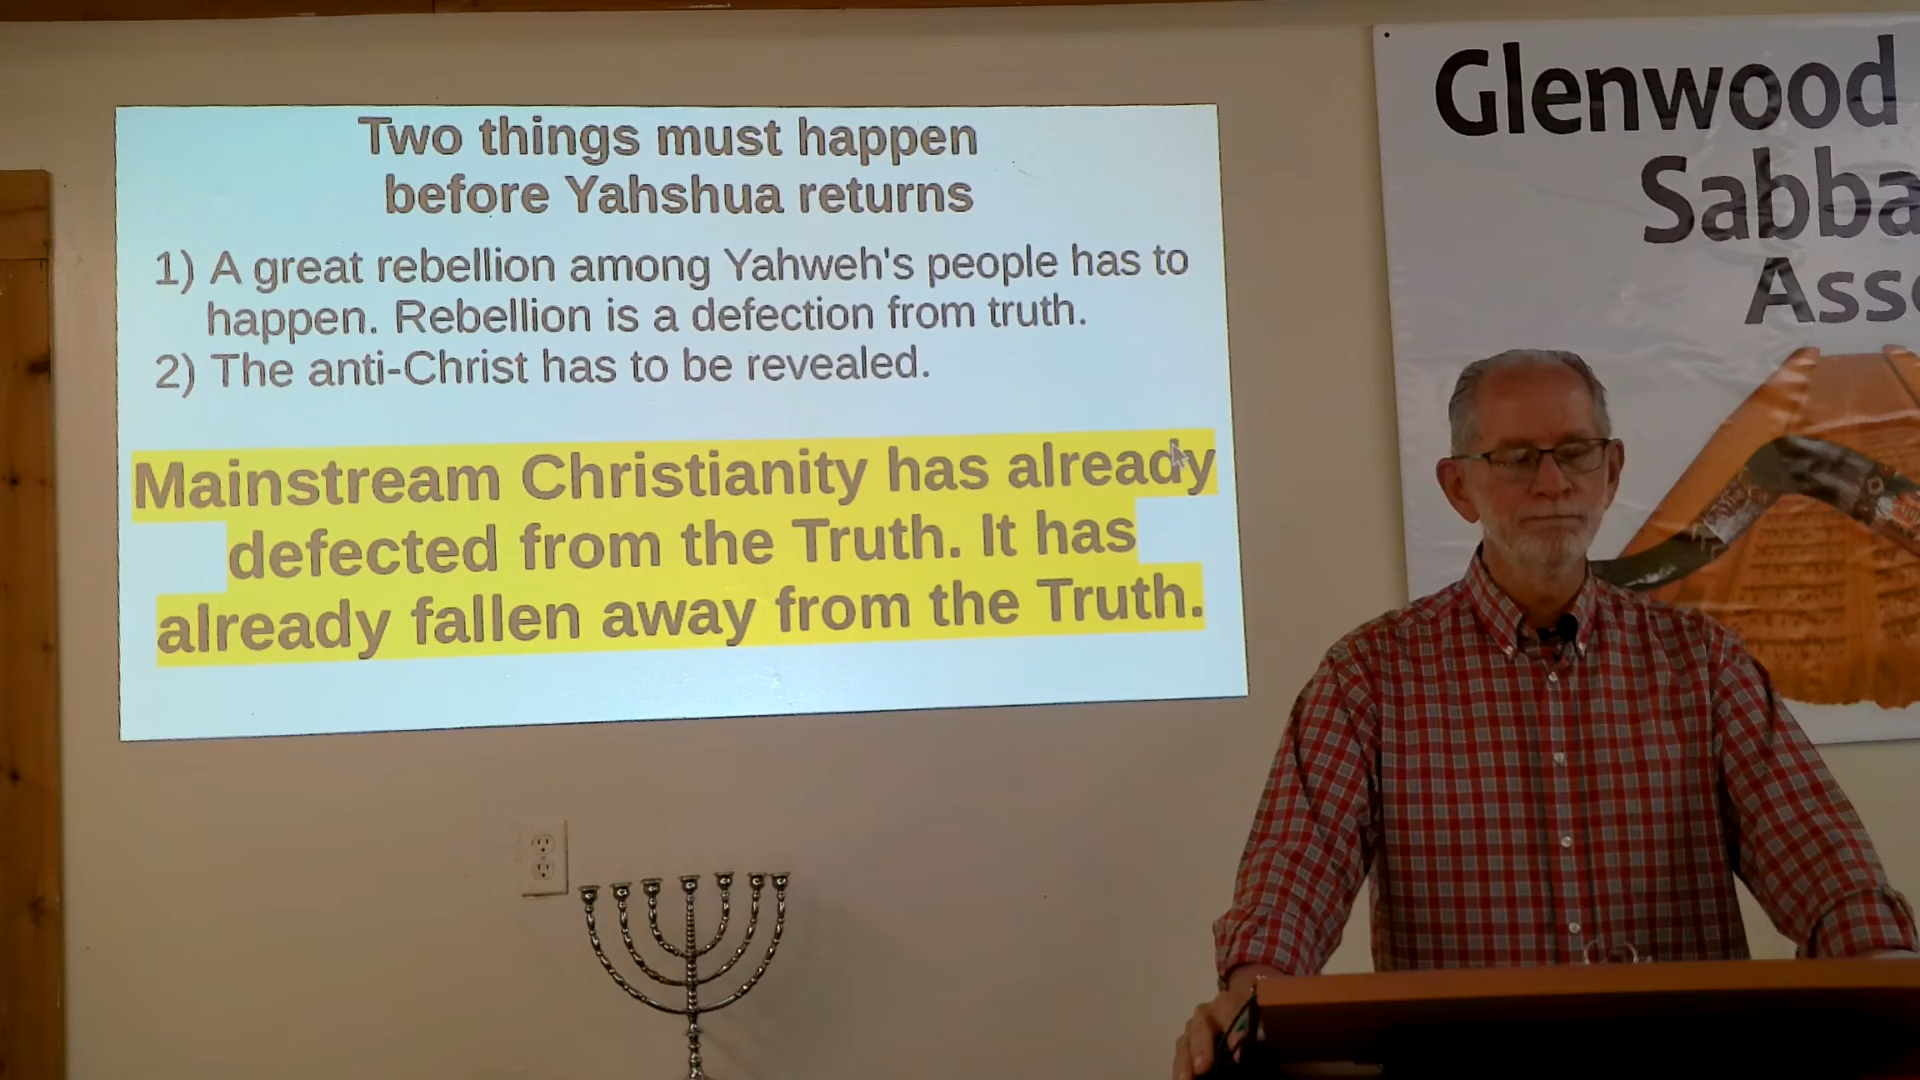 Two things must happen
before Yahshua returns
1) A great rebellion among Yahweh's people has to
happen. Rebellion is a defection from truth.
2) The anti-Christ has to be revealed.
Mainstream Christianity has already
defected from the Truth. It has
already fallen away from the Truth.
Glenwood
Sabba
Asse